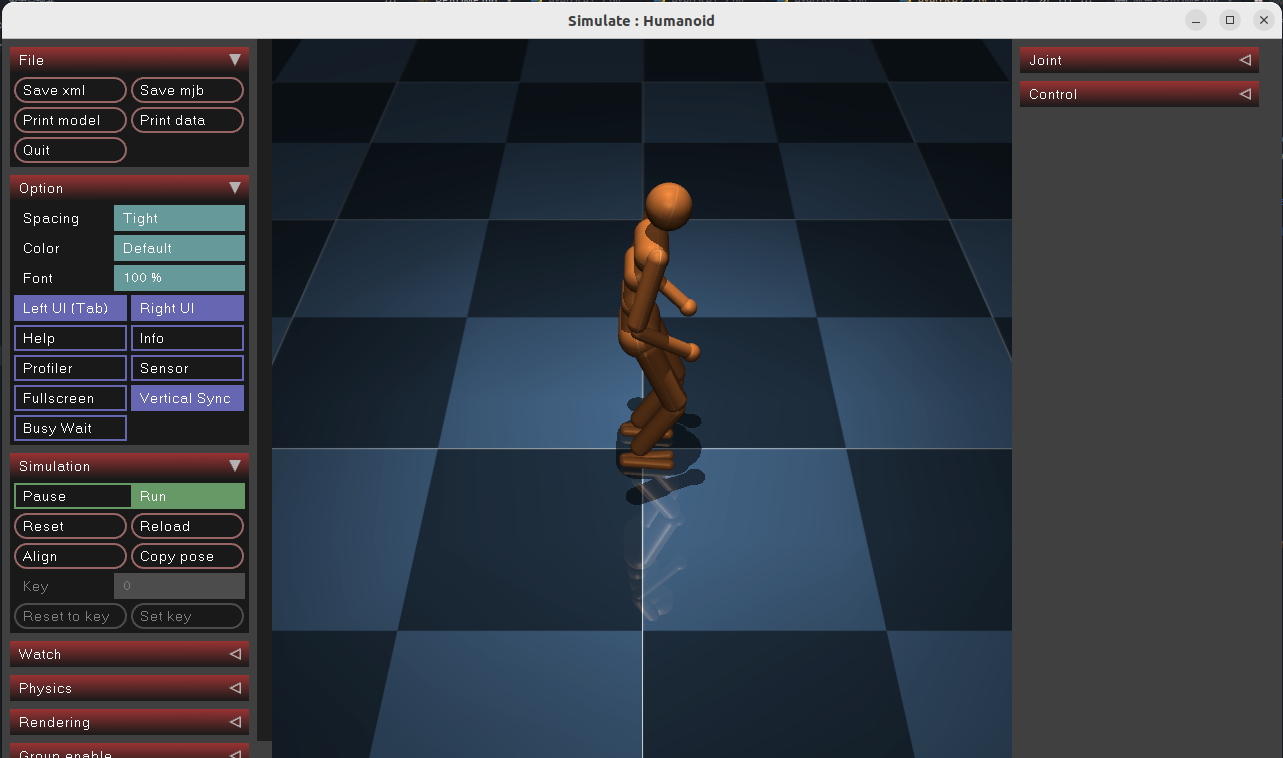 Simulate : Humanoid
File
Save xml Save mjb
Print model Print data
Quit
Option
Spacing Tight
Color Default
Font 100 %
Left UI (Tab) Right UI
Help Info
Profiler Sensor
Fullscreen Vertical Sync
Busy Wait
Simulation
Pause Run
Reset Reload
Align Copy pose
Key 0
Reset to key Set key
Watch
Physics
Rendering
Group enable
Joint
Control